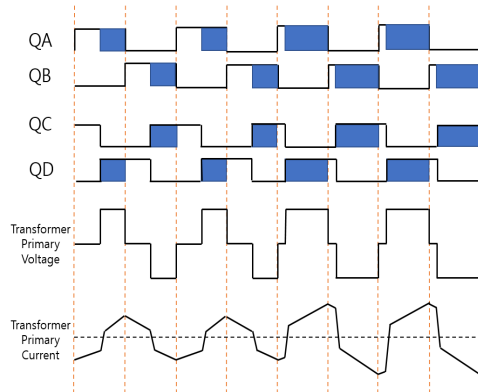 QA
QB
QC
QD
Transformer
Primary
Voltage
Transformer
Primary
Current